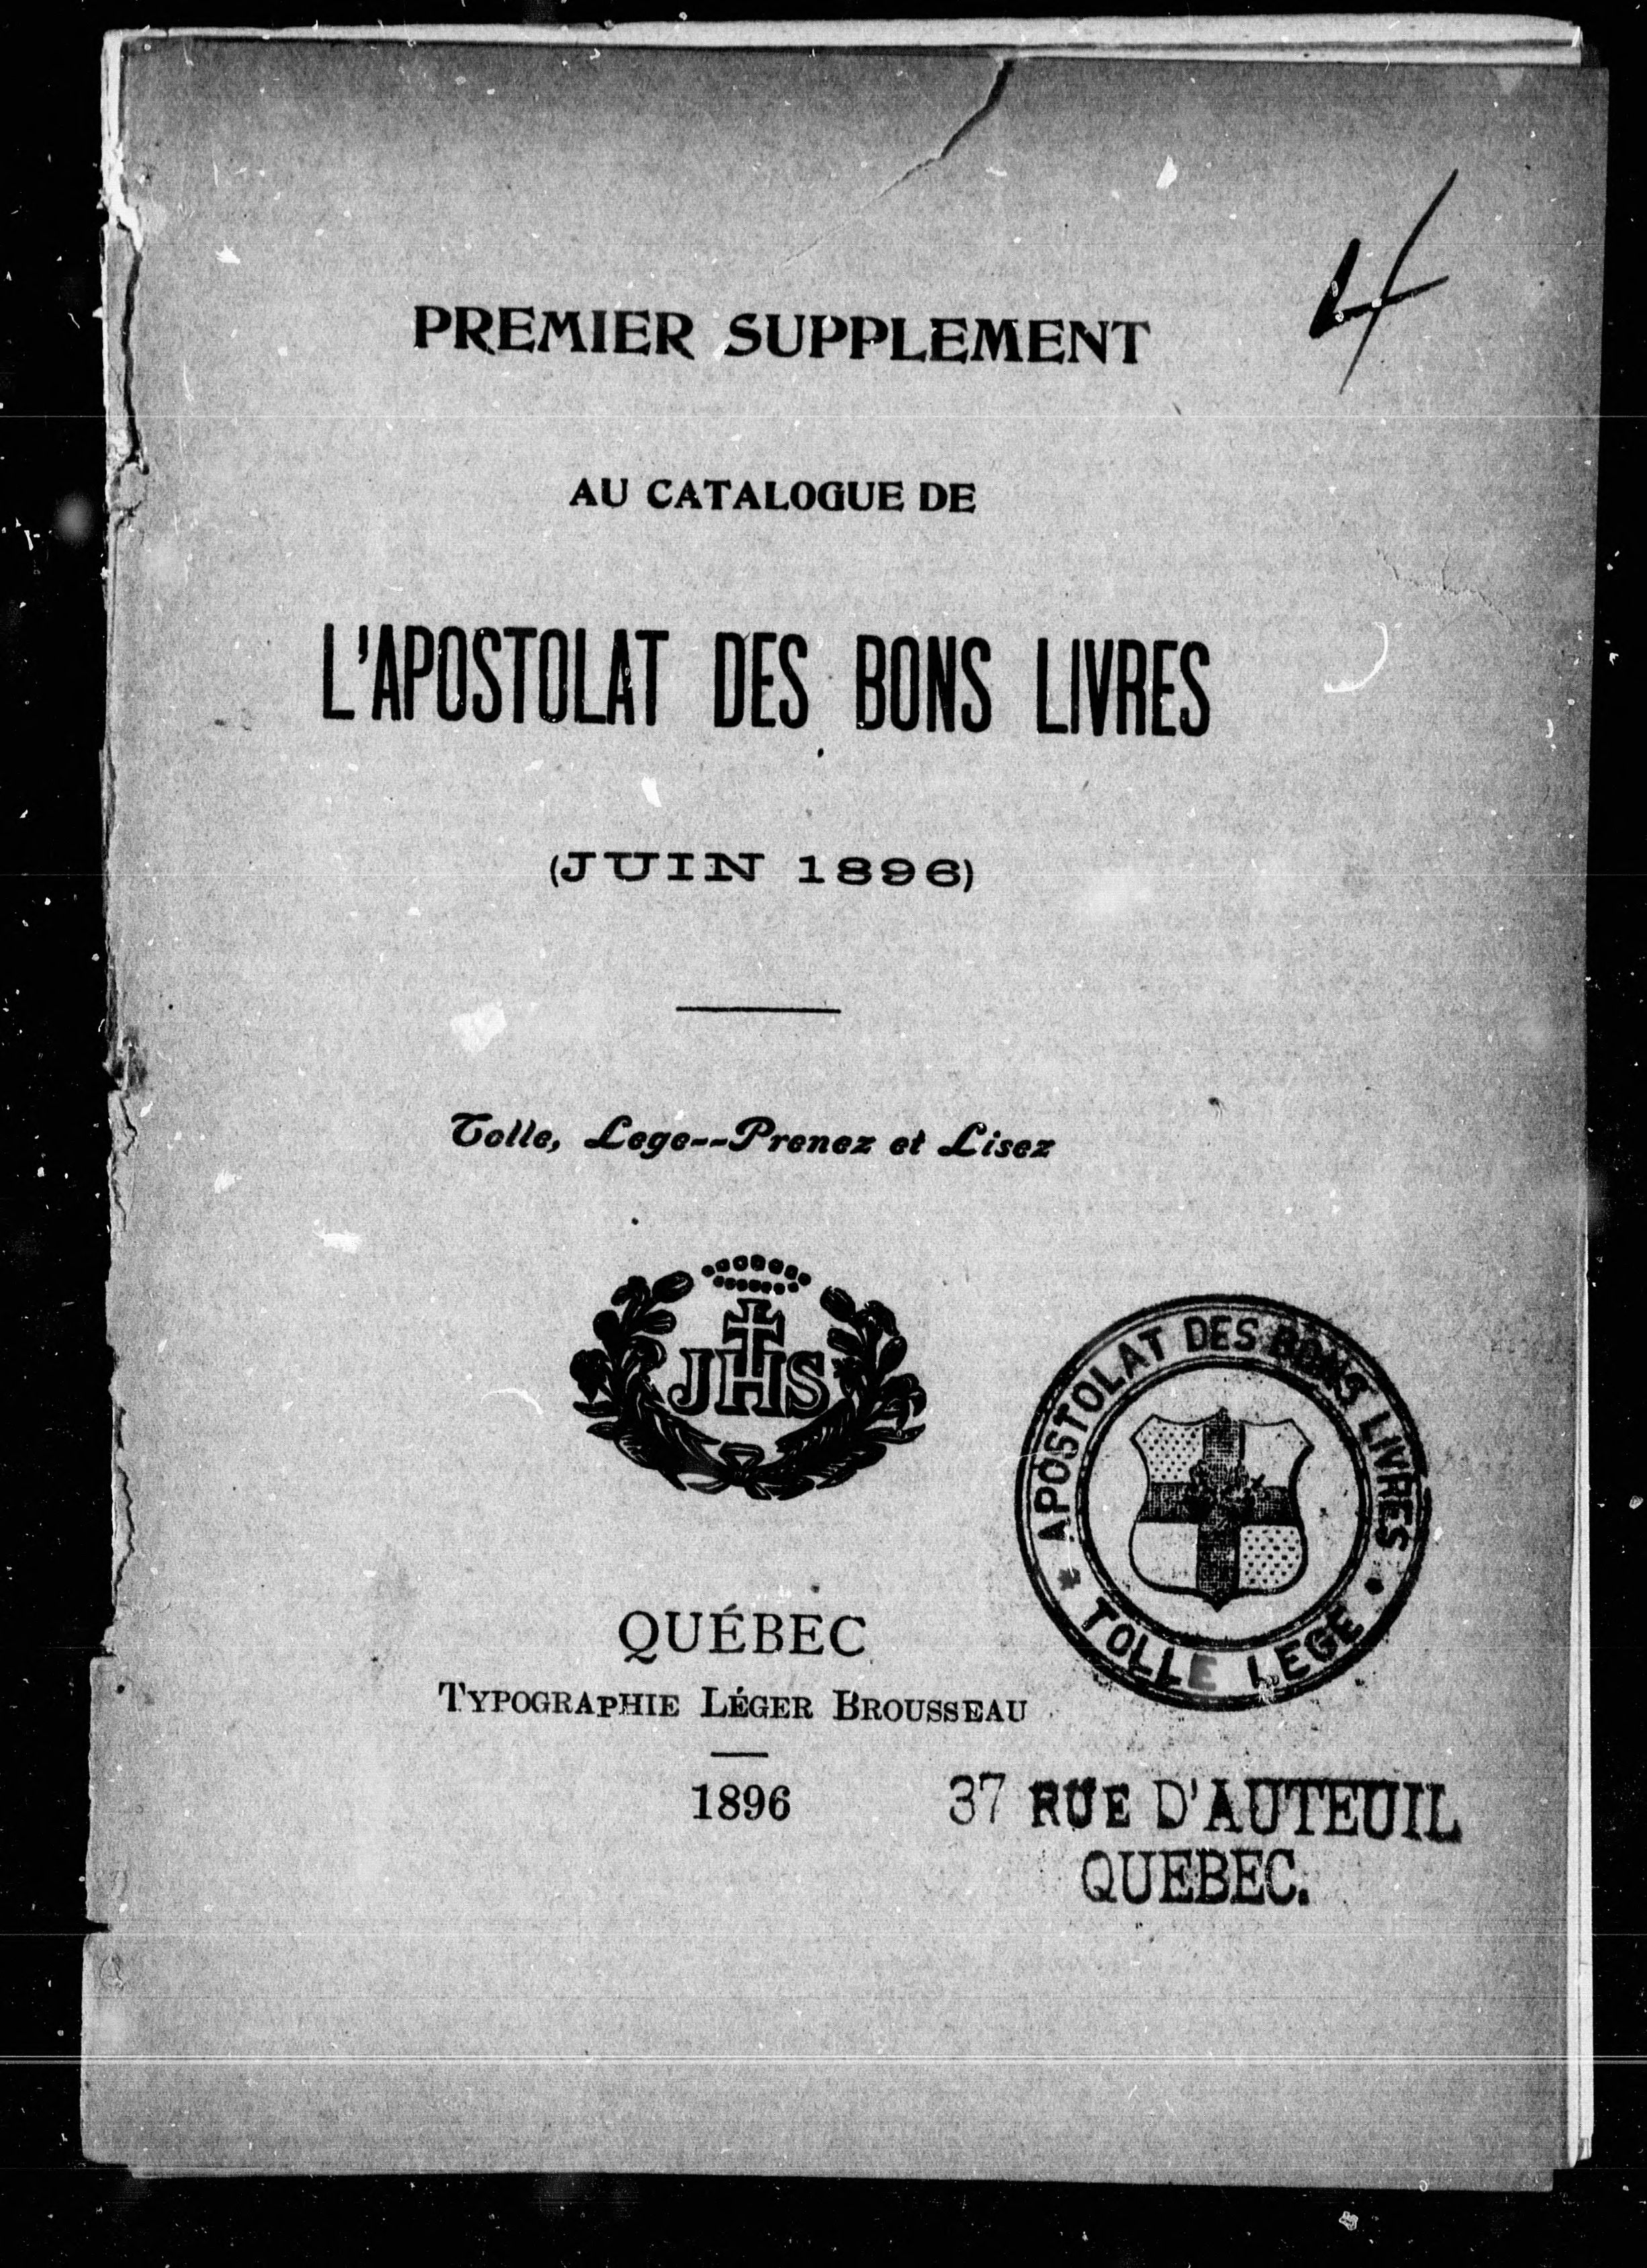 4
PREMIER SUPPLEMENT
AU CATALOGUE DE
L'APOSTOLAT DES BONS LIVRES
(JUIN 1896)
Tolle, Lege--Prenez et Lisez
JHS
APOSTOLAT DES BONS LIVRES
TOLLE LEGE
QUÉBEC
TYPOGRAPHIE LÉGER BROUSSEAU
1896
37 RUE D'AUTEUIL
QUEBEC.